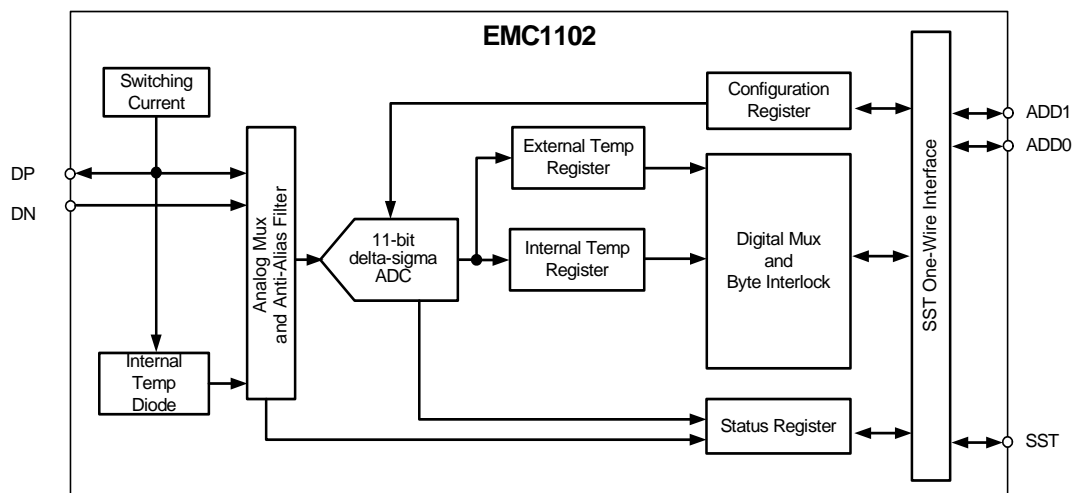 EMC1102
Switching
Current
Configuration
Register
ADD1
ADD0
External Temp
Register
DP
DN
Analog Mux
and Anti-Alias Filter
11-bit
delta-sigma
ADC
Internal Temp
Register
Digital Mux
and
Byte Interlock
SST One-Wire Interface
Internal
Temp
Diode
Status Register
SST